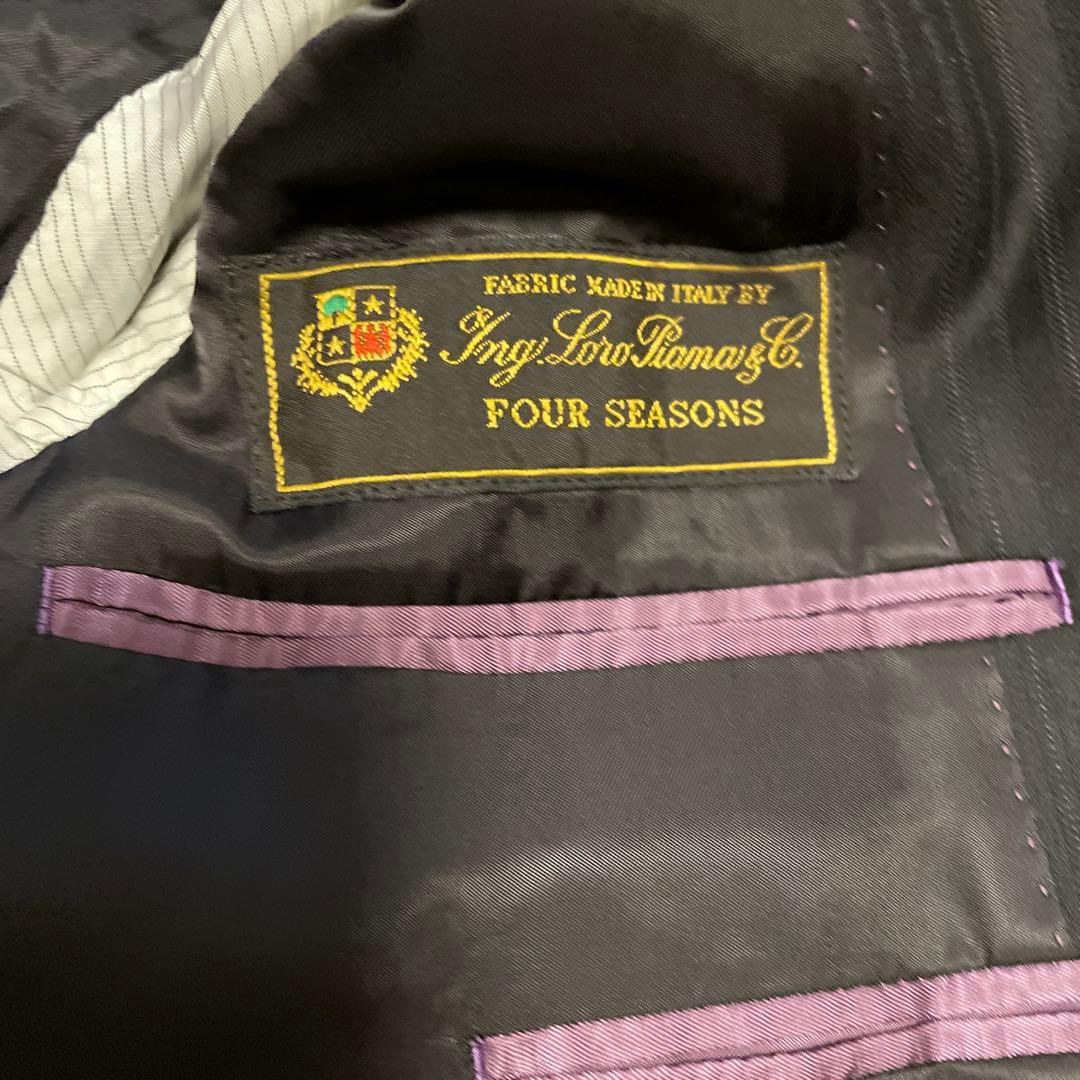 FABRIC MADE IN ITALY BY
Ing. Loro Piana & C.
FOUR SEASONS